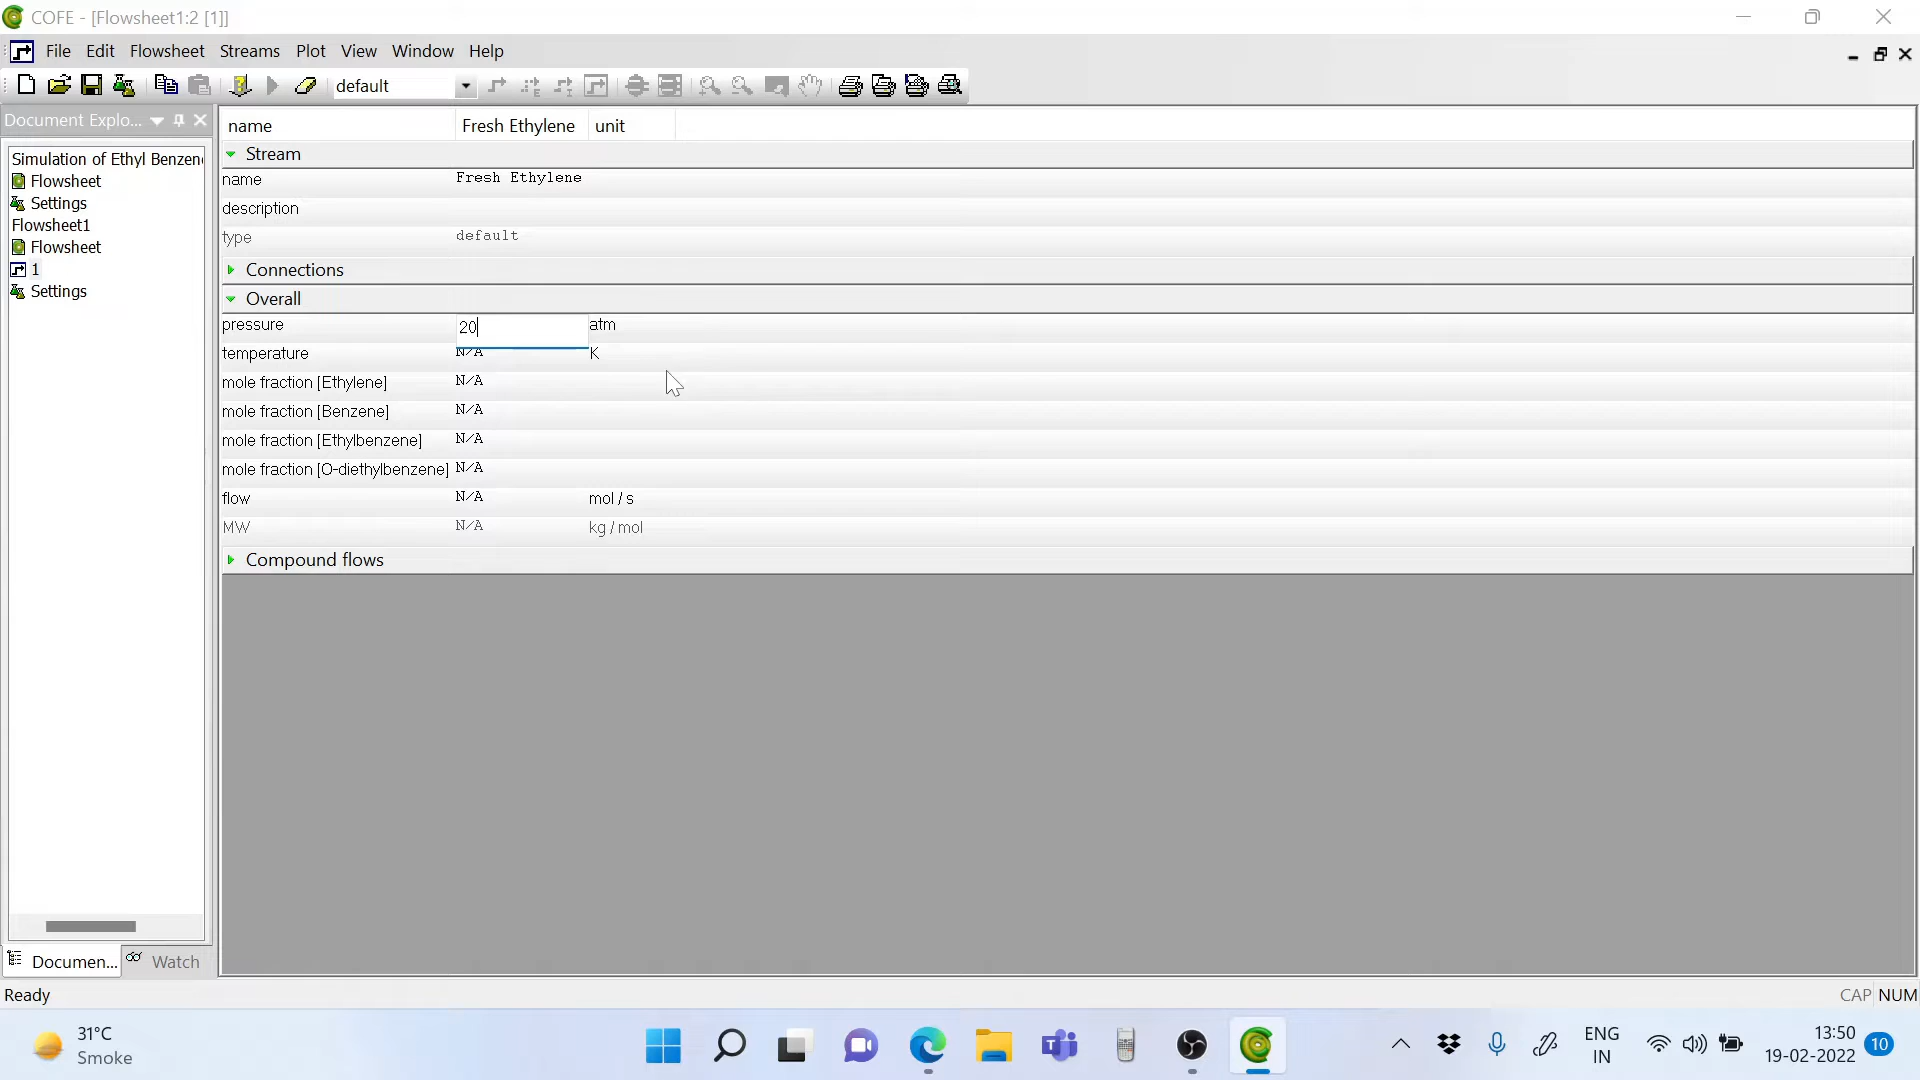 COFE - [Flowsheet1:2 [1]]
File Edit Flowsheet Streams Plot View Window Help
default
Document Explo...
Simulation of Ethyl Benzen
Flowsheet
Settings
Flowsheet1
Flowsheet
1
Settings
Documen... Watch
name Fresh Ethylene unit
Stream
name Fresh Ethylene
description
type default
Connections
Overall
pressure 20 atm
temperature N/A K
mole fraction [Ethylene] N/A
mole fraction [Benzene] N/A
mole fraction [Ethylbenzene] N/A
mole fraction [O-diethylbenzene] N/A
flow N/A mol / s
MW N/A kg / mol
Compound flows
Ready CAP NUM
31°C
Smoke
ENG
IN
13:50
19-02-2022
10